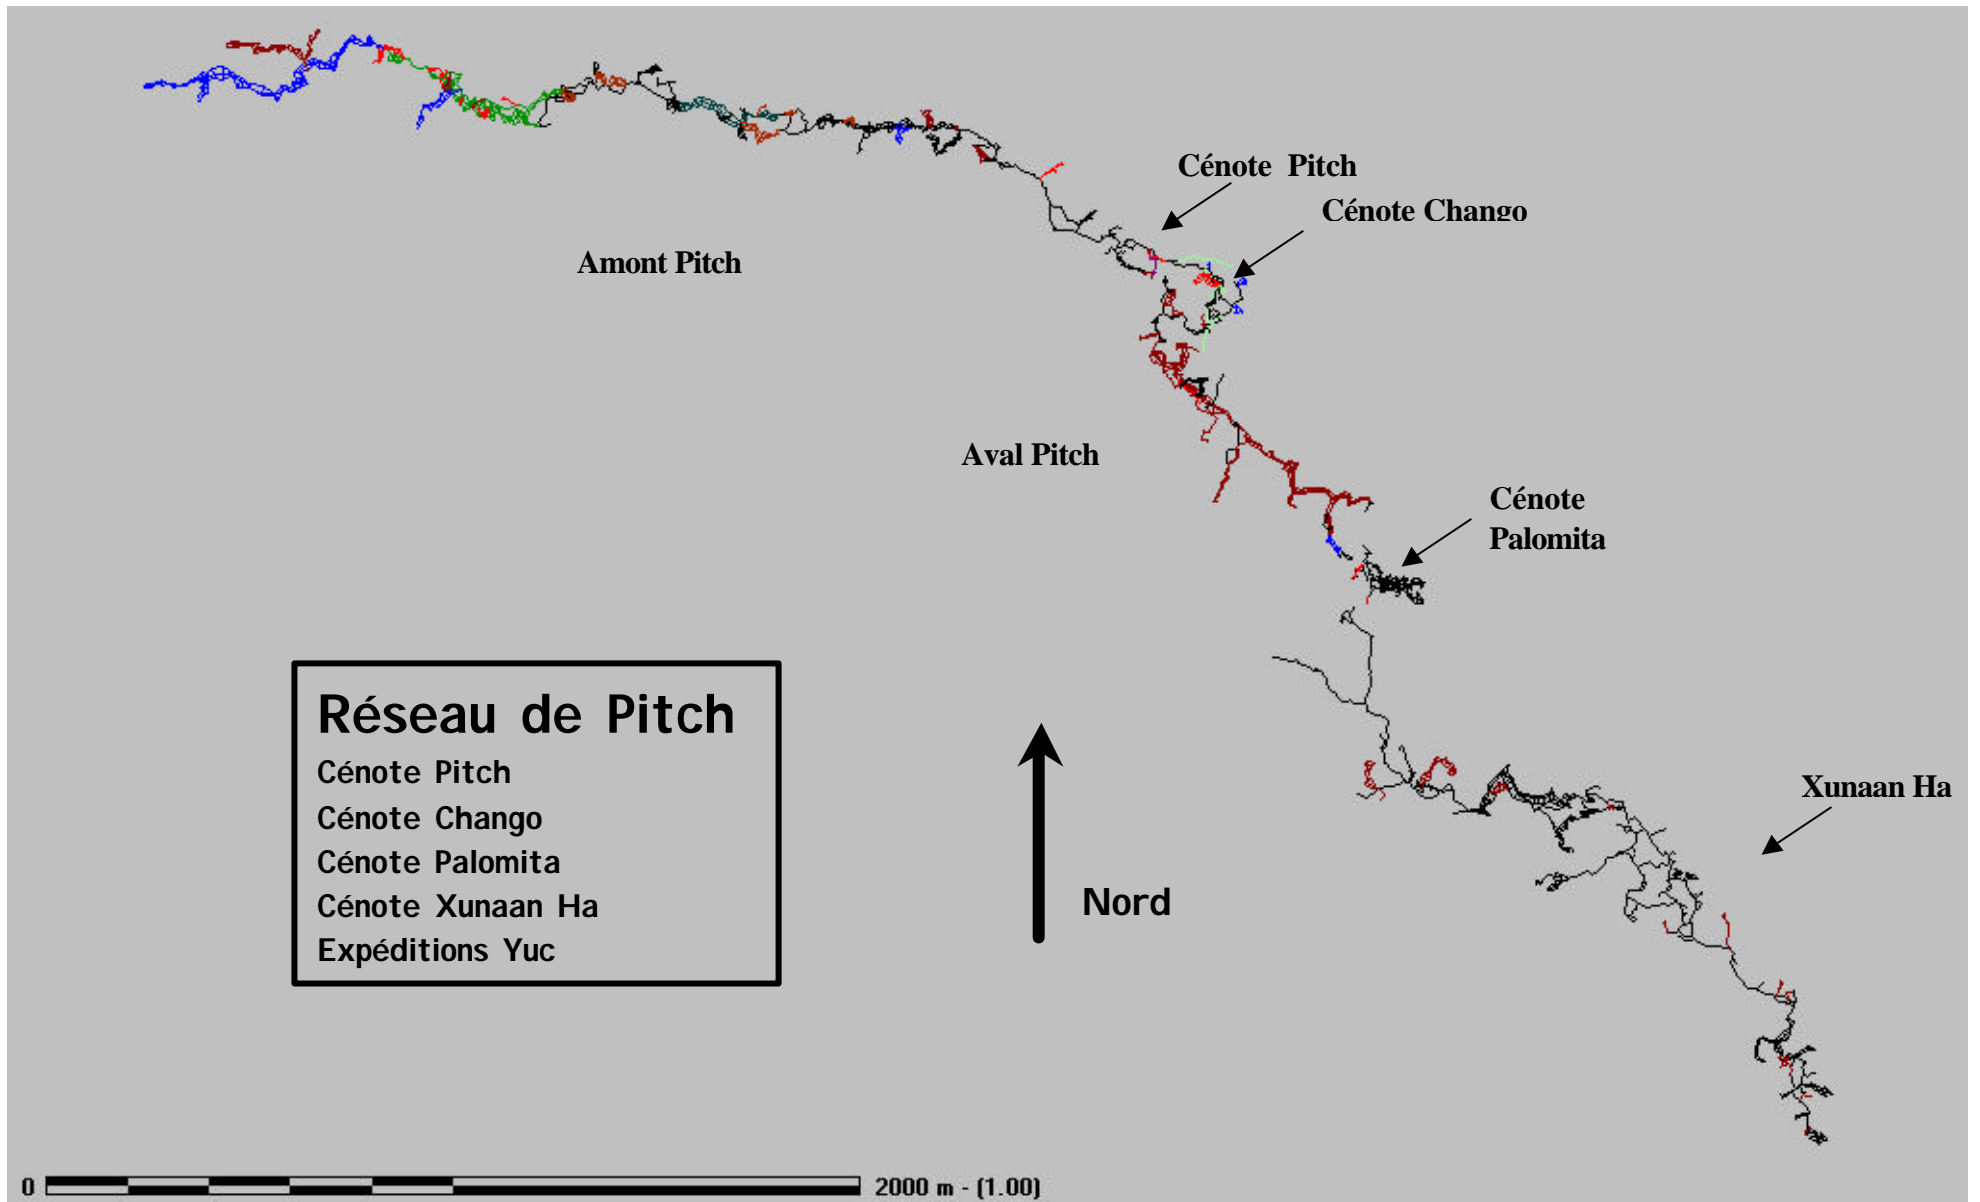 Cénote Pitch
Cénote Chango
Amont Pitch
Aval Pitch
Cénote
Palomita
Réseau de Pitch
Cénote Pitch
Cénote Chango
Cénote Palomita
Cénote Xunaan Ha
Expéditions Yuc
Nord
Xunaan Ha
0 2000 m - (1.00)